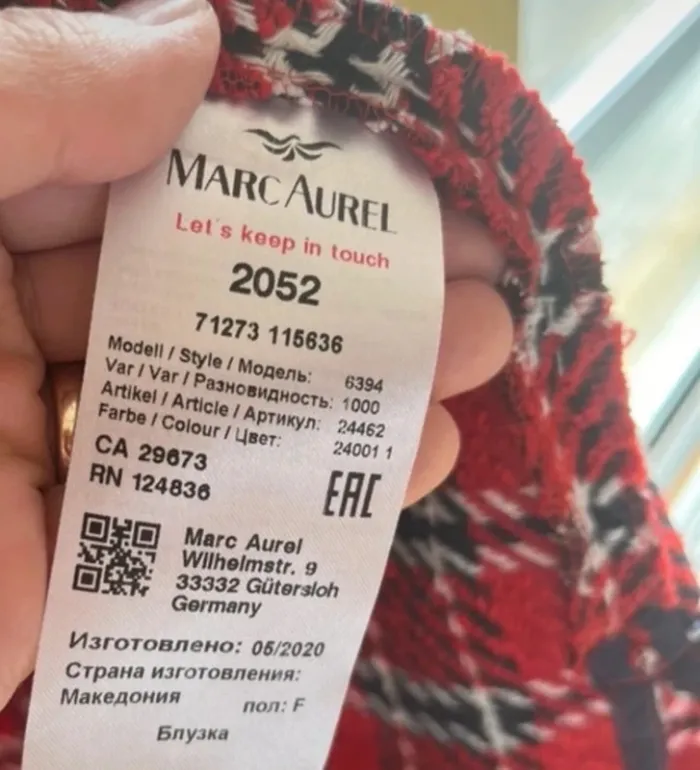 MARC AUREL
Let's keep in touch
2052
71273 115636
Modell / Style / Модель: 6394
Var / Var / Разновидность: 1000
Artikel / Article / Артикул: 24462
Farbe / Colour / Цвет: 24001 1
CA 29673
RN 124836
EAC
Marc Aurel
Wilhelmstr. 9
33332 Gütersloh
Germany
Изготовлено: 05/2020
Страна изготовления:
Македония
пол: F
Блузка